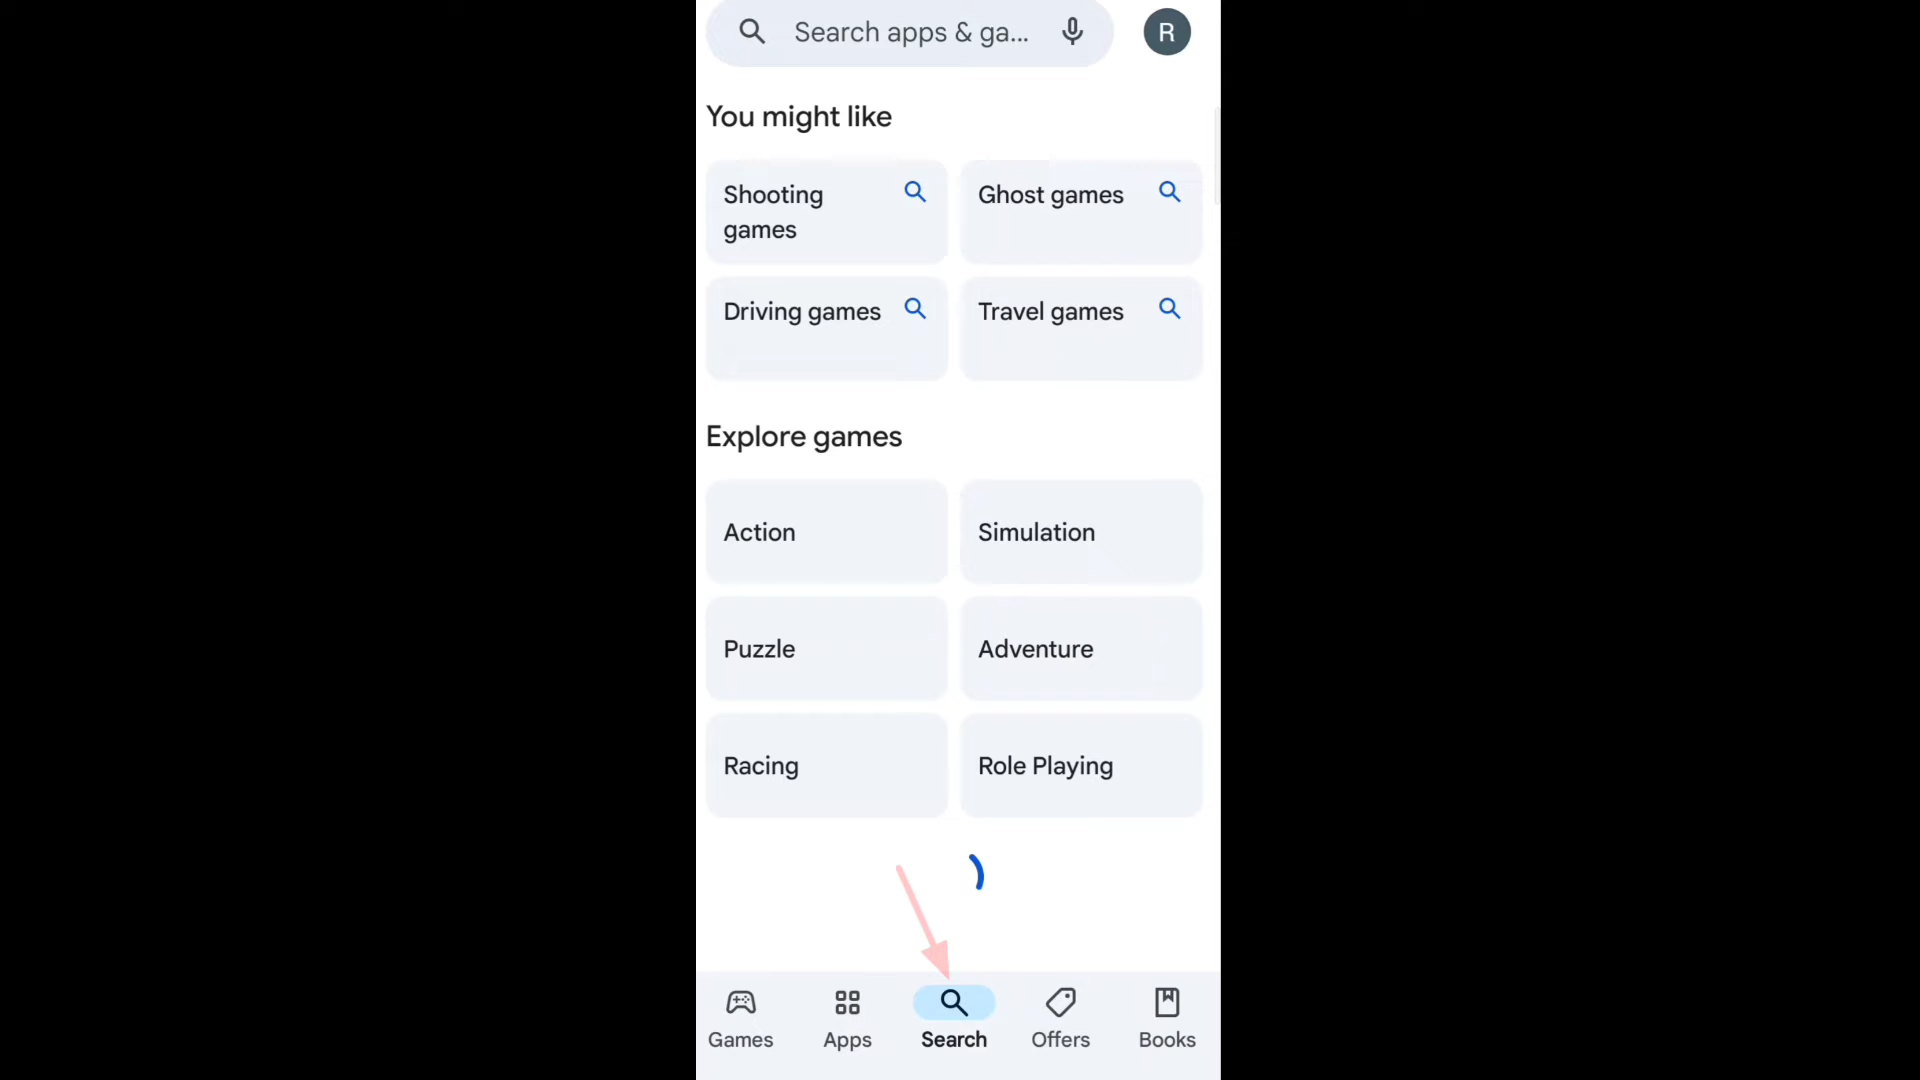 Search apps & ga...
R
You might like
Shooting
games
Ghost games
Driving games
Travel games
Explore games
Action
Simulation
Puzzle
Adventure
Racing
Role Playing
Games
Apps
Search
Offers
Books